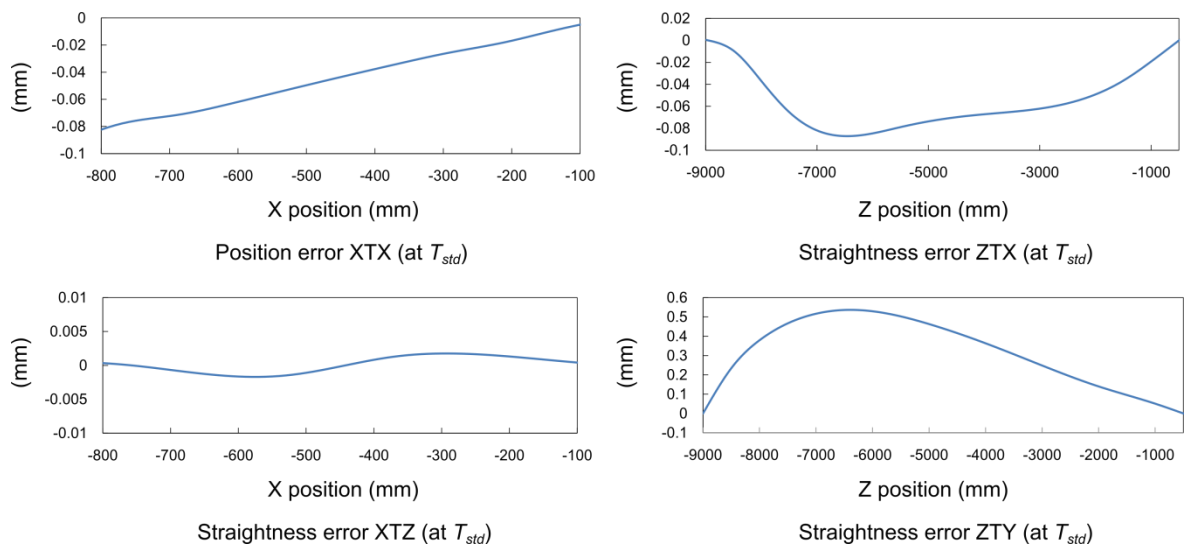 0
-0.02
-0.04
-0.06
-0.08
-0.1
(mm)
-800 -700 -600 -500 -400 -300 -200 -100
X position (mm)
Position error XTX (at Tstd)
0.02
0
-0.02
-0.04
-0.06
-0.08
-0.1
(mm)
-9000 -7000 -5000 -3000 -1000
Z position (mm)
Straightness error ZTX (at Tstd)
0.01
0.005
0
-0.005
-0.01
(mm)
-800 -700 -600 -500 -400 -300 -200 -100
X position (mm)
Straightness error XTZ (at Tstd)
0.6
0.5
0.4
0.3
0.2
0.1
0
-0.1
(mm)
-9000 -8000 -7000 -6000 -5000 -4000 -3000 -2000 -1000
Z position (mm)
Straightness error ZTY (at Tstd)